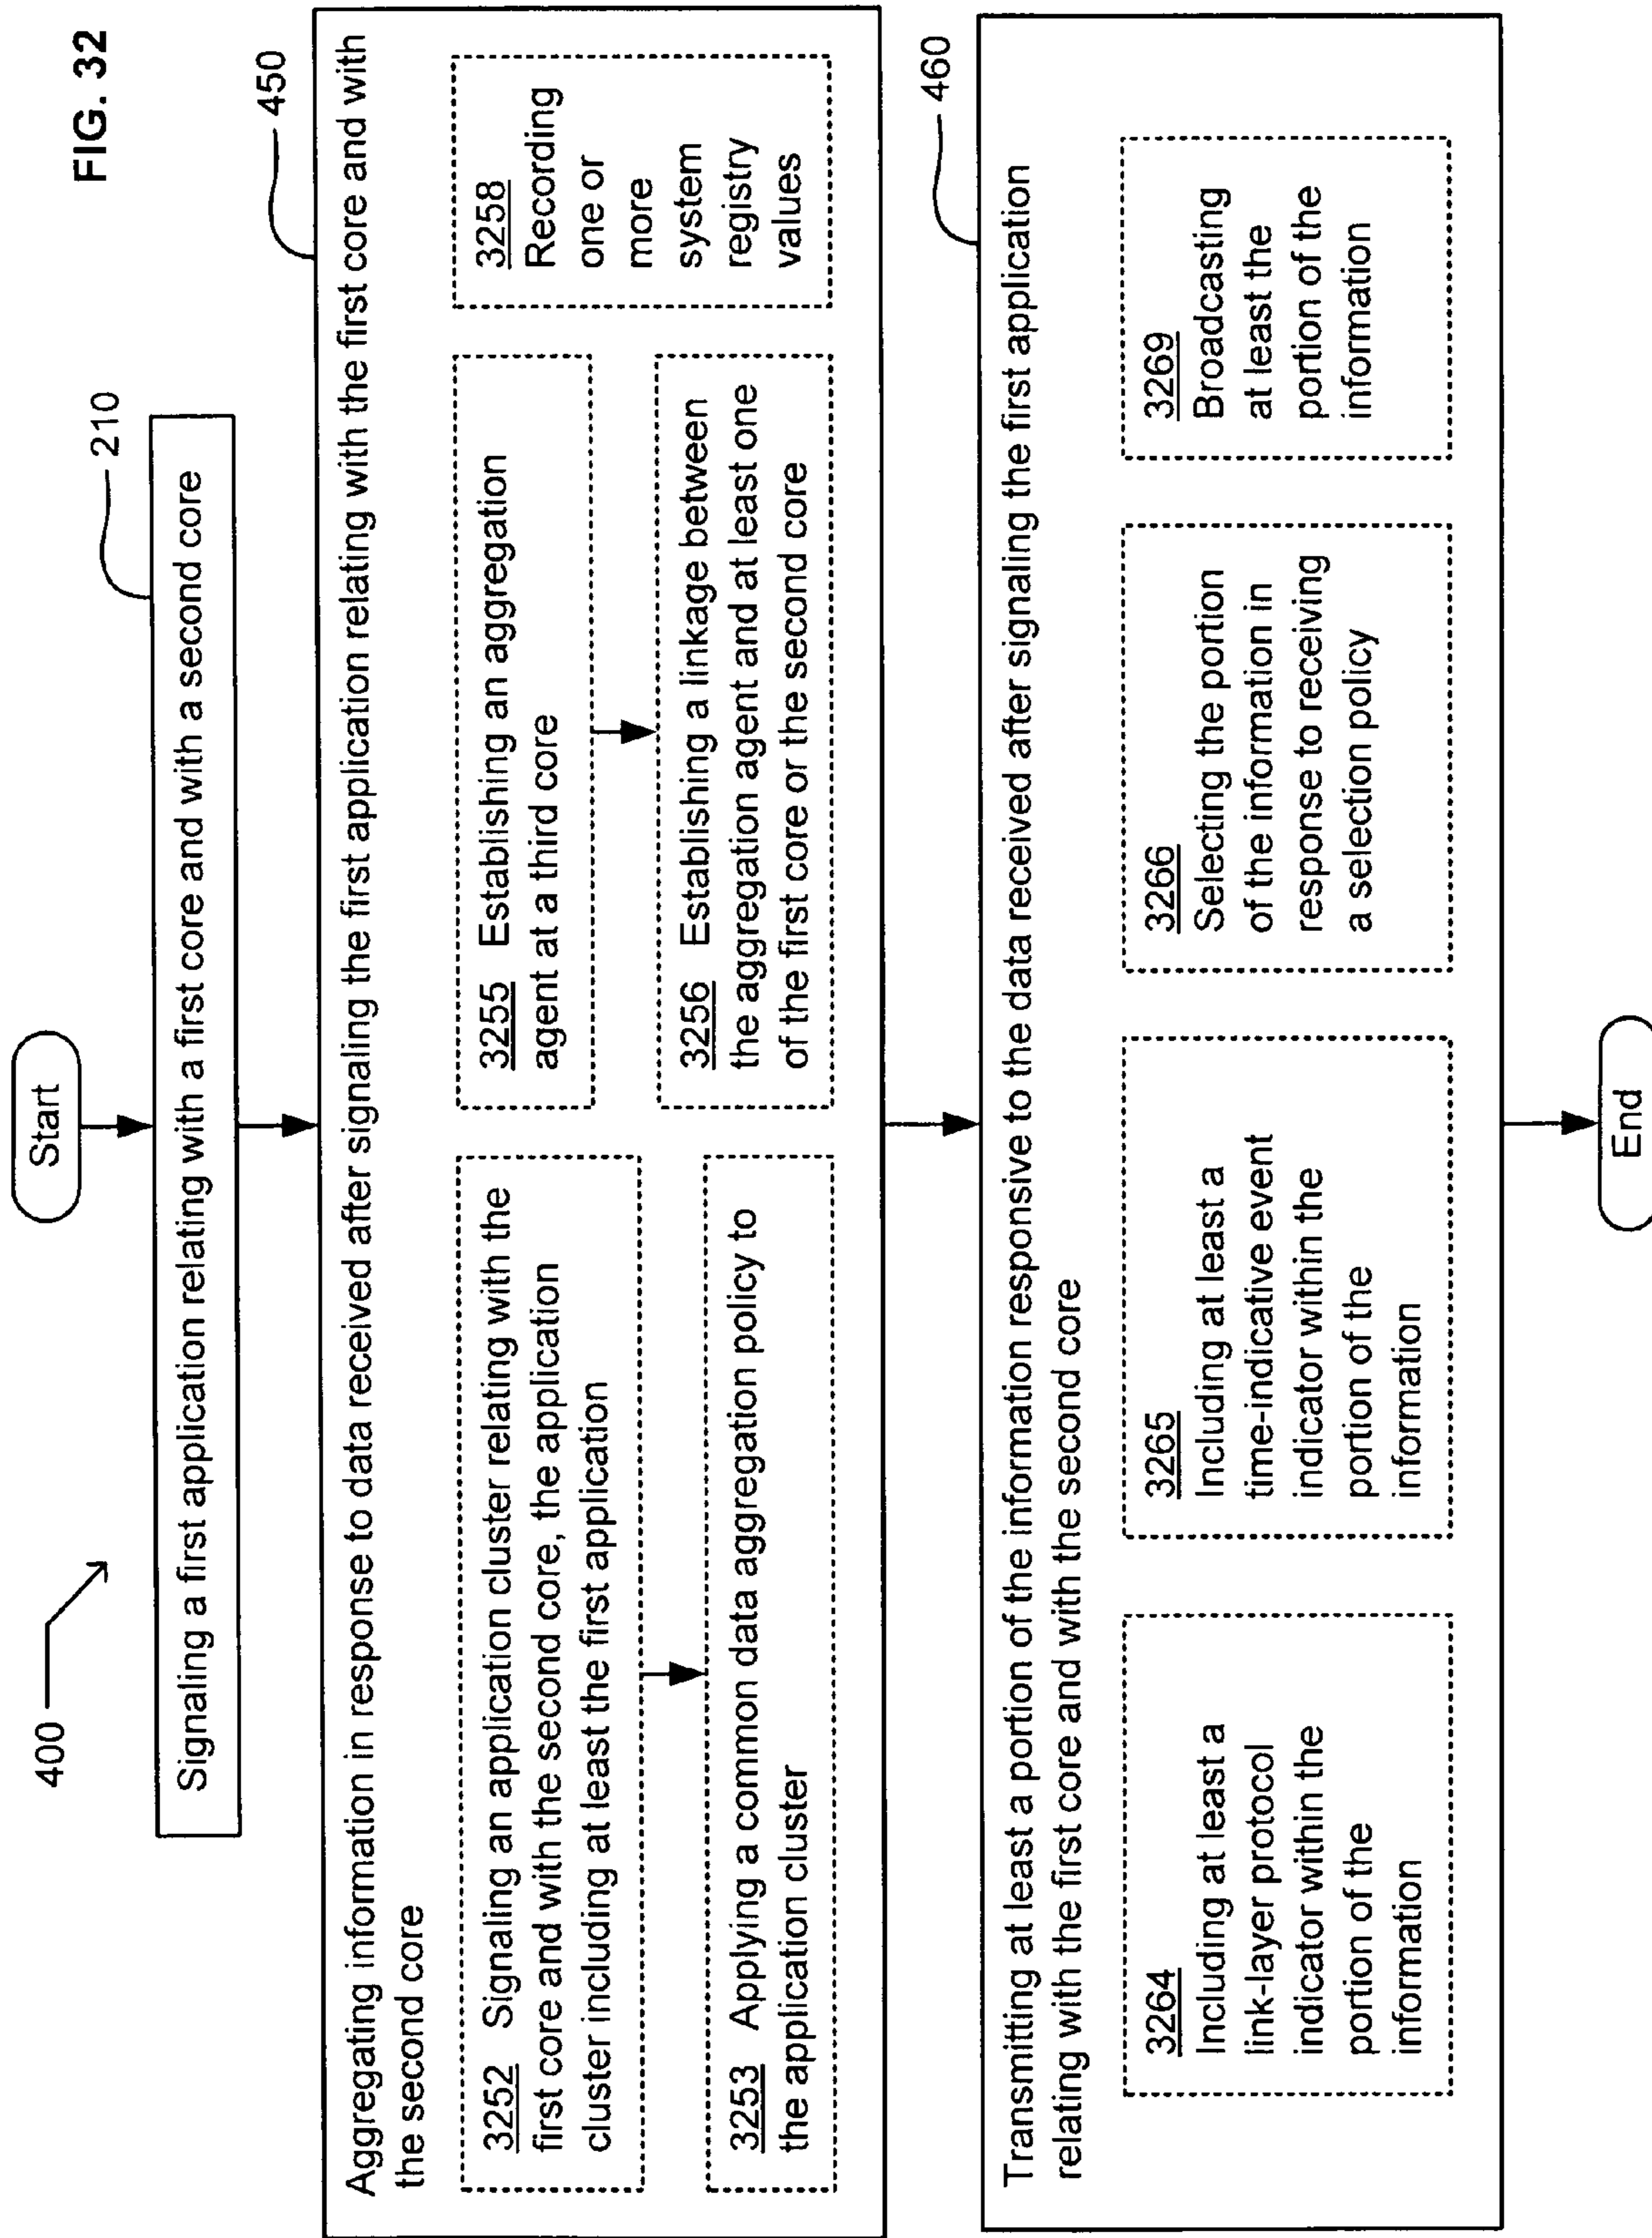 FIG. 32
400
Start
210
Signaling a first application relating with a first core and with a second core
450
Aggregating information in response to data received after signaling the first application relating with the first core and with
the second core
3252 Signaling an application cluster relating with the
first core and with the second core, the application
cluster including at least the first application
3253 Applying a common data aggregation policy to
the application cluster
3255 Establishing an aggregation
agent at a third core
3256 Establishing a linkage between
the aggregation agent and at least one
of the first core or the second core
3258
Recording
one or
more
system
registry
values
460
Transmitting at least a portion of the information responsive to the data received after signaling the first application
relating with the first core and with the second core
3264
Including at least a
link-layer protocol
indicator within the
portion of the
information
3265
Including at least a
time-indicative event
indicator within the
portion of the
information
3266
Selecting the portion
of the information in
response to receiving
a selection policy
3269
Broadcasting
at least the
portion of the
information
End